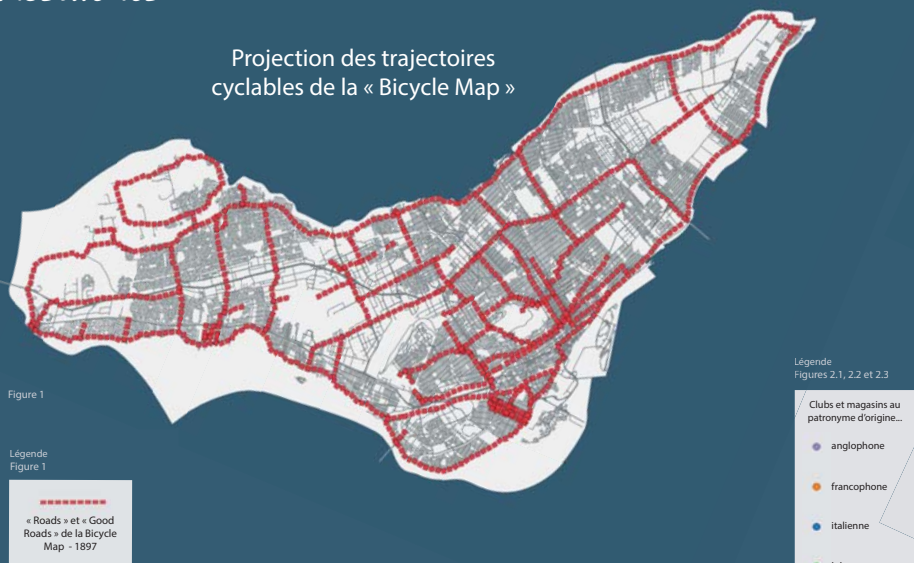 Projection des trajectoires
cyclables de la « Bicycle Map »
Figure 1
Légende
Figure 1
« Roads » et « Good
Roads » de la Bicycle
Map - 1897
Légende
Figures 2.1, 2.2 et 2.3
Clubs et magasins au
patronyme d'origine...
anglophone
francophone
italienne